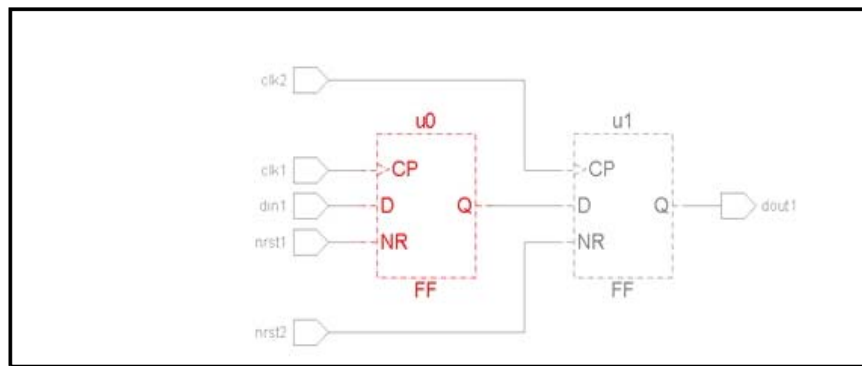 clk2
u0
u1
clk1
CP
CP
din1
D
Q
D
Q
dout1
nrst1
NR
NR
FF
FF
nrst2